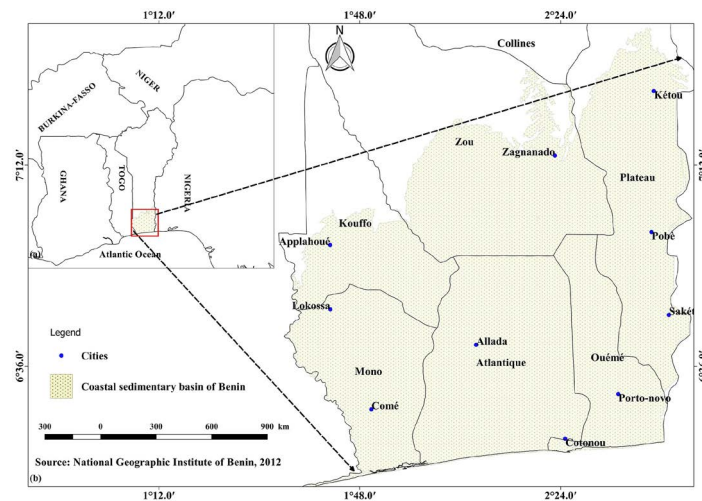 1°12.0′ 1°48.0′ 2°24.0′
N
Collines
NIGER
BURKINA-FASSO
GHANA
TOGO
NIGERIA
Atlantic Ocean
(a)
7°12.0′
6°36.0′
Kétou
Zou
Zagnanado
Plateau
Kouffo
Applahoué
Pobé
Lokossa
Sakét
Allada
Atlantique
Ouémé
Mono
Comé
Porto-novo
Cotonou
Legend
Cities
Coastal sedimentary basin of Benin
300 0 300 600 900 km
Source: National Geographic Institute of Benin, 2012
(b)
1°12.0′ 1°48.0′ 2°24.0′